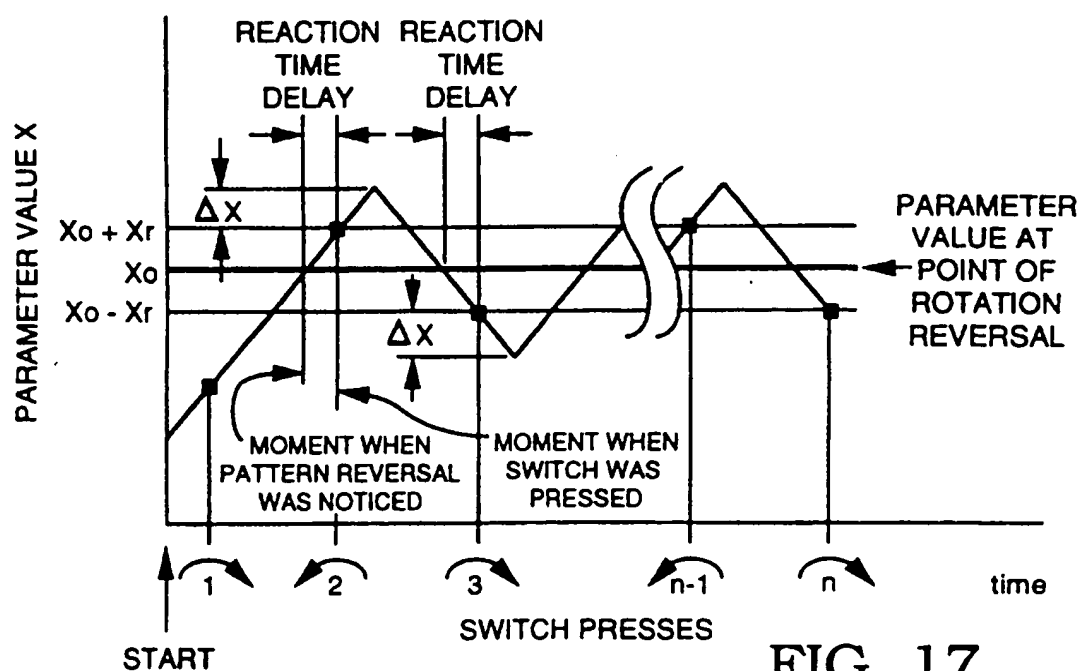 REACTION
TIME
DELAY
REACTION
TIME
DELAY
PARAMETER VALUE X
Δ X
Xo + Xr
Xo
Xo - Xr
Δ X
PARAMETER
VALUE AT
POINT OF
ROTATION
REVERSAL
MOMENT WHEN
PATTERN REVERSAL
WAS NOTICED
MOMENT WHEN
SWITCH WAS
PRESSED
1 2 3 n-1 n time
SWITCH PRESSES
START
FIG. 17